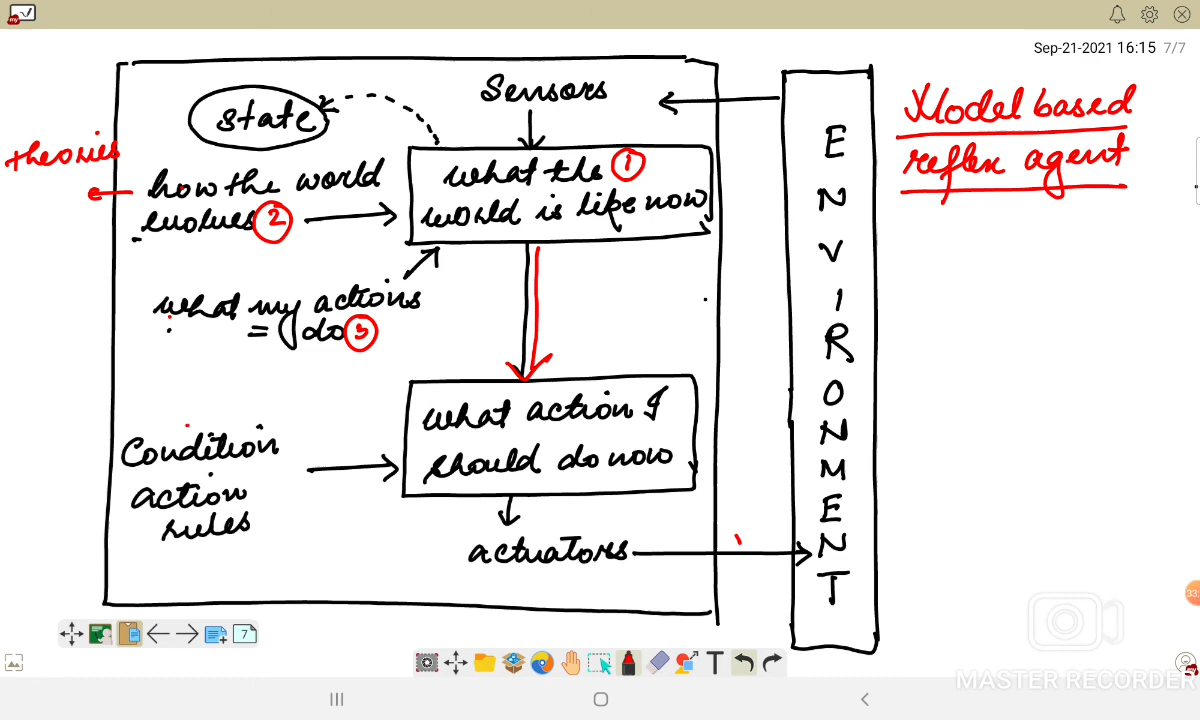 Sep-21-2021 16:15 7/7
Sensors
state
Model based
reflex agent
theories
how the world
evolves 2
what the 1
world is like now
what my actions
do 3
what action I
should do now
Condition
action
rules
actuators
ENVIRONMENT
7
T
33:
MASTER RECORDER